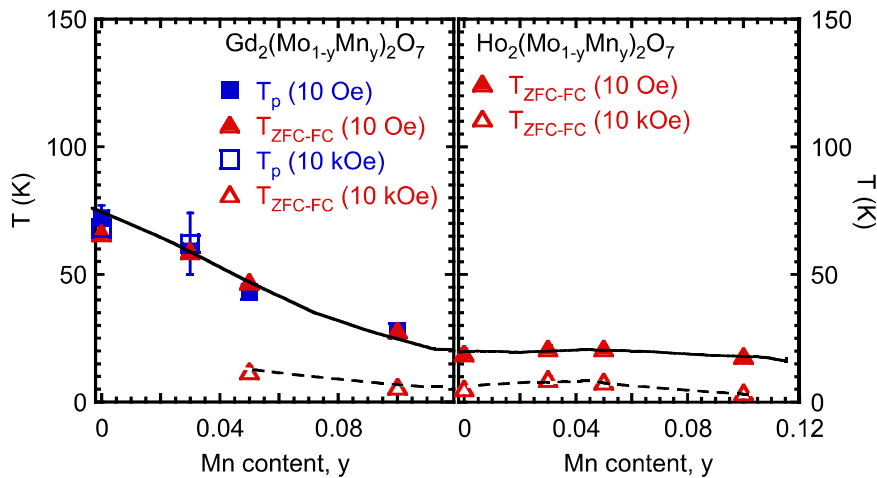 150
100
50
0
T (K)
Gd2(Mo1-yMny)2O7
Tp (10 Oe)
TZFC-FC (10 Oe)
Tp (10 kOe)
TZFC-FC (10 kOe)
0
0.04
0.08
Mn content, y
Ho2(Mo1-yMny)2O7
TZFC-FC (10 Oe)
TZFC-FC (10 kOe)
150
100
50
0
T (K)
0
0.04
0.08
0.12
Mn content, y